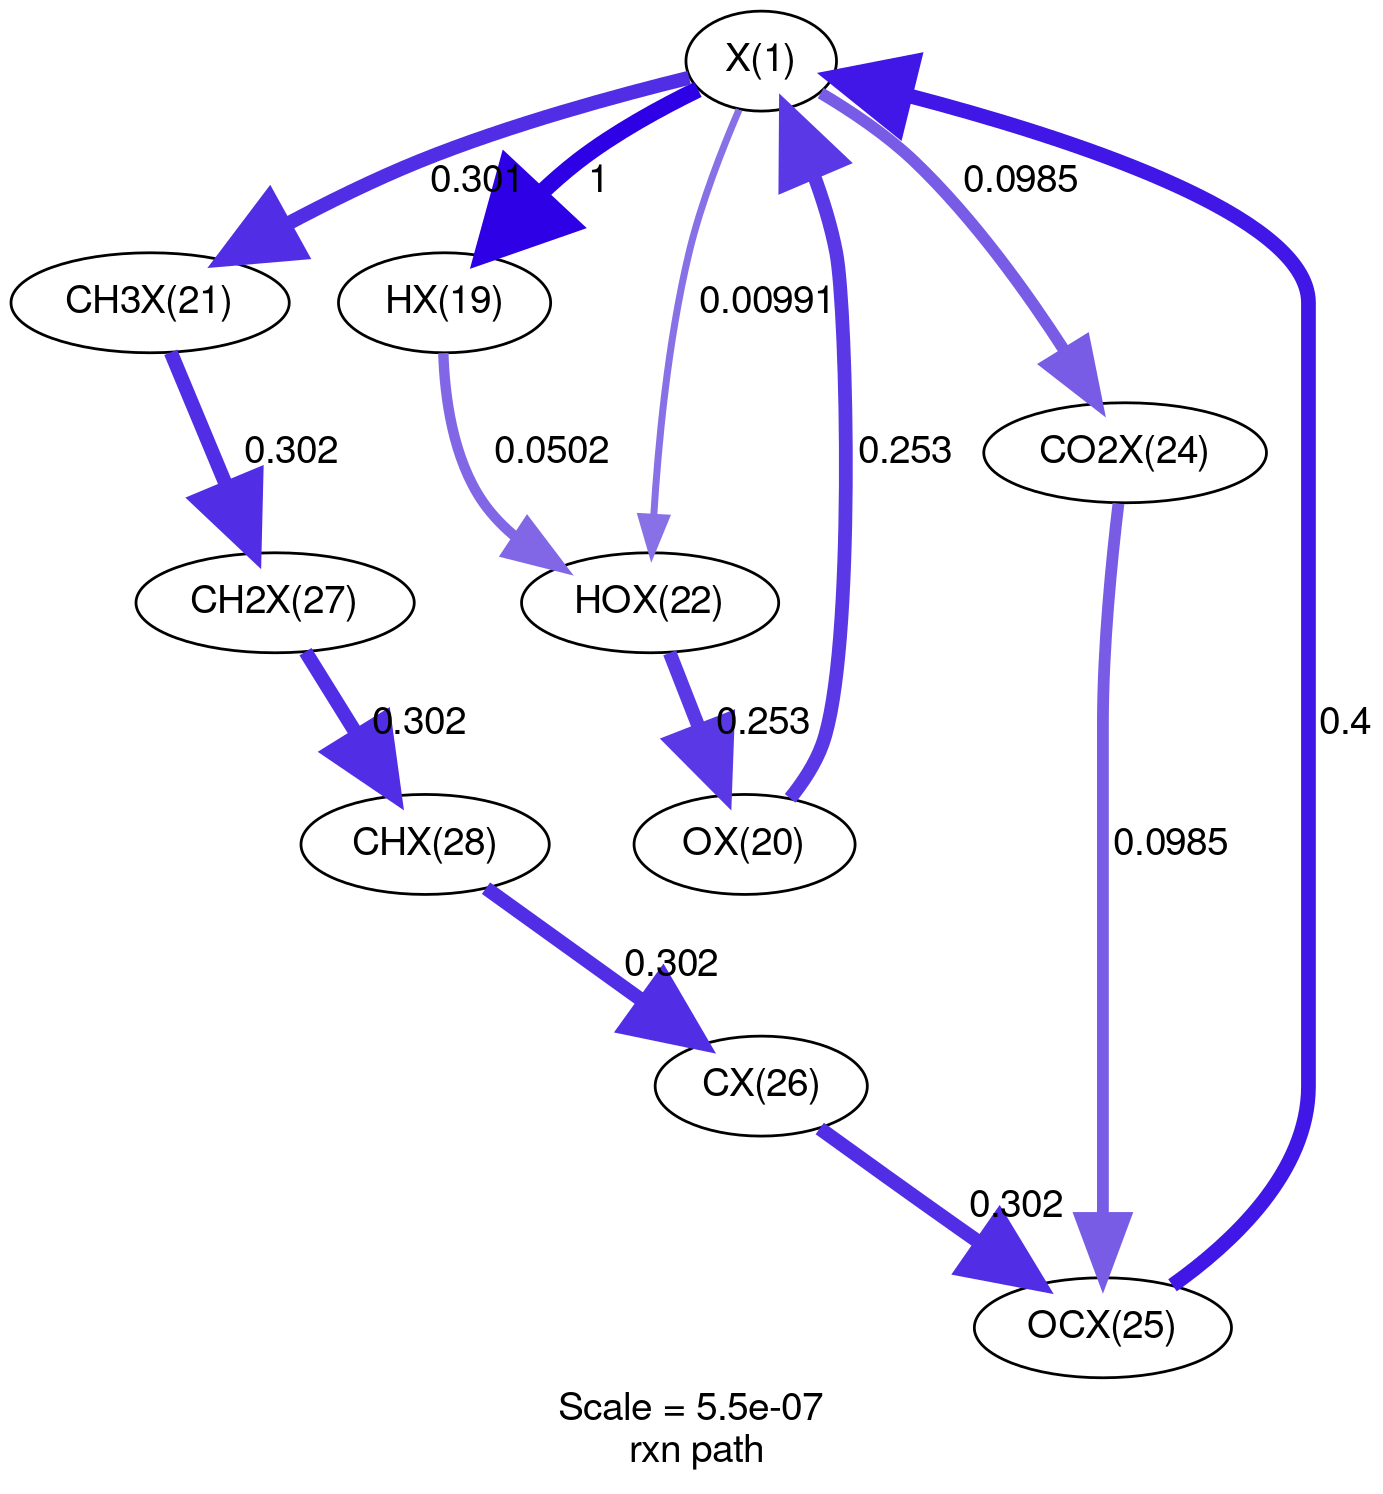 X(1)
0.301
1
0.0985
CH3X(21)
HX(19)
0.00991
0.302
0.0502
0.253
CO2X(24)
CH2X(27)
HOX(22)
0.302
0.253
0.4
CHX(28)
OX(20)
0.0985
0.302
CX(26)
0.302
OCX(25)
Scale = 5.5e-07
rxn path